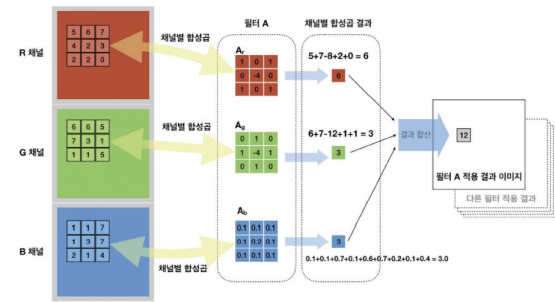 필터 A
채널별 합성곱 결과
R 채널
5 6 7
4 2 3
2 2 0
채널별 합성곱
Ar
1 0 1
0 -4 0
1 0 1
5+7-8+2+0 = 6
6
G 채널
6 6 5
7 3 1
1 1 5
채널별 합성곱
Ag
0 1 0
1 -4 1
0 1 0
6+7-12+1+1 = 3
3
결과 합산
12
필터 A 적용 결과 이미지
다른 필터 적용 결과
B 채널
1 1 7
1 3 7
2 1 4
채널별 합성곱
Ab
0.1 0.1 0.1
0.1 0.2 0.1
0.1 0.1 0.1
3
0.1+0.1+0.7+0.1+0.6+0.7+0.2+0.1+0.4 = 3.0